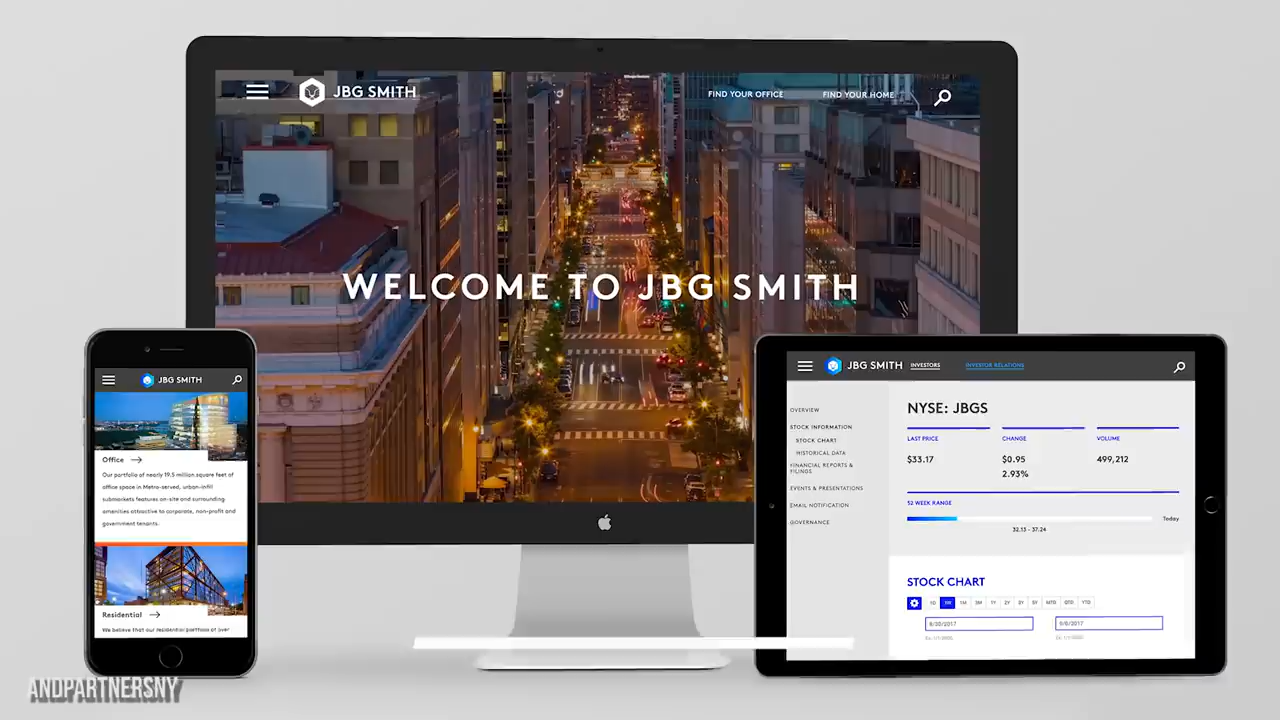 JBG SMITH
FIND YOUR OFFICE
FIND YOUR HOME
WELCOME TO JBG SMITH
JBG SMITH
Office →
Our portfolio of nearly 19.5 million square feet of
office space in Metro-served, urban-infill
submarkets features on-site and surrounding
amenities attractive to corporate, non-profit and
government tenants.
Residential →
We believe that our residential portfolio of over
JBG SMITH
INVESTORS
INVESTOR RELATIONS
OVERVIEW
STOCK INFORMATION
STOCK CHART
HISTORICAL DATA
FINANCIAL REPORTS &
FILINGS
EVENTS & PRESENTATIONS
EMAIL NOTIFICATION
GOVERNANCE
NYSE: JBGS
LAST PRICE
CHANGE
VOLUME
$33.17
$0.95
499,212
2.93%
52 WEEK RANGE
Today
32.13 - 37.24
STOCK CHART
1D 1W 1M 3M 1Y 2Y 3Y 5Y MTD QTD YTD
8/30/2017
9/6/2017
ANDPARTNERSNY